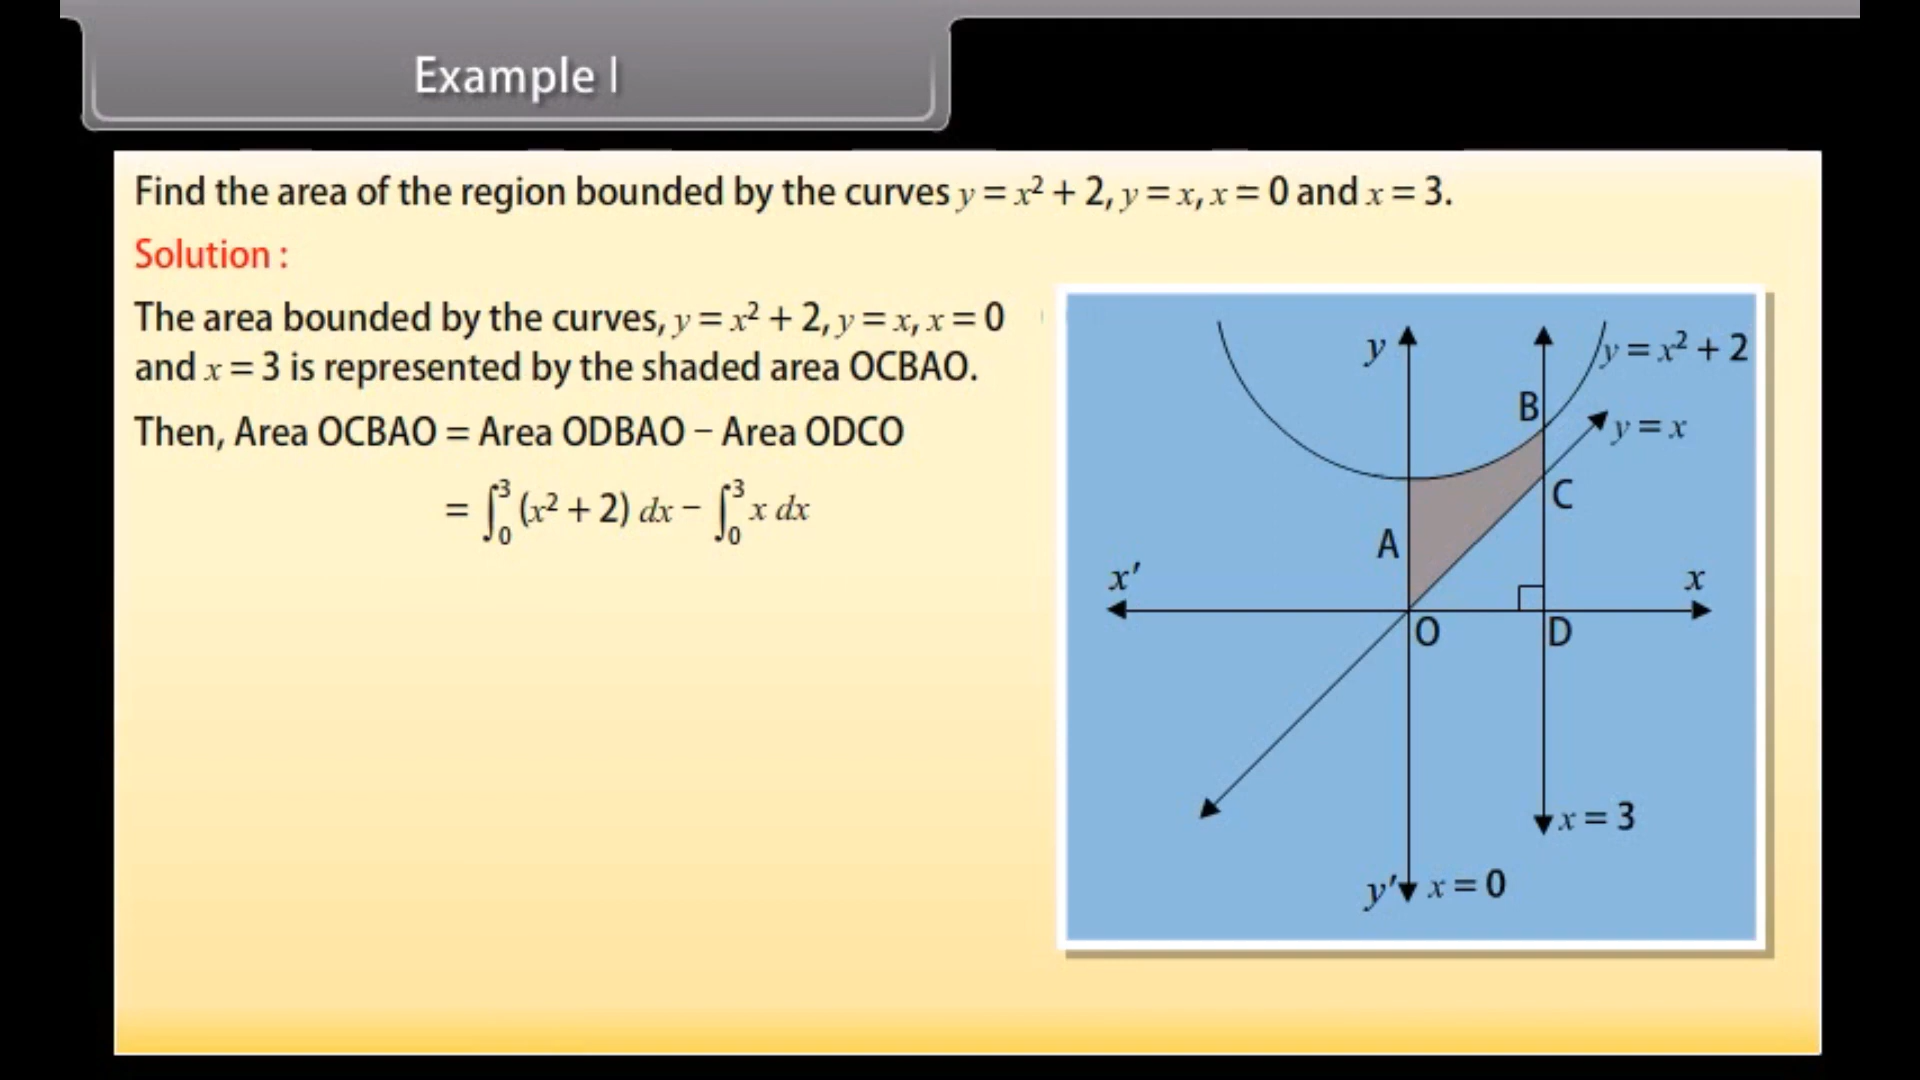 Example I
Find the area of the region bounded by the curves y = x² + 2, y = x, x = 0 and x = 3.
Solution :
The area bounded by the curves, y = x² + 2, y = x, x = 0
and x = 3 is represented by the shaded area OCBAO.
Then, Area OCBAO = Area ODBAO − Area ODCO
= ∫₀³ (x² + 2) dx − ∫₀³ x dx
y
y = x² + 2
B
y = x
C
A
x′
x
O
D
x = 3
y′
x = 0